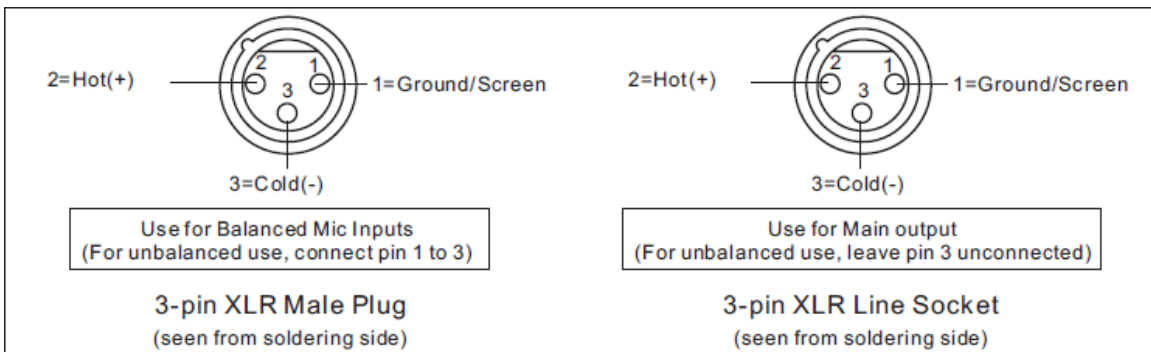 2
1
3
2=Hot(+)
1=Ground/Screen
3=Cold(-)
Use for Balanced Mic Inputs
(For unbalanced use, connect pin 1 to 3)
3-pin XLR Male Plug
(seen from soldering side)
2
1
3
2=Hot(+)
1=Ground/Screen
3=Cold(-)
Use for Main output
(For unbalanced use, leave pin 3 unconnected)
3-pin XLR Line Socket
(seen from soldering side)